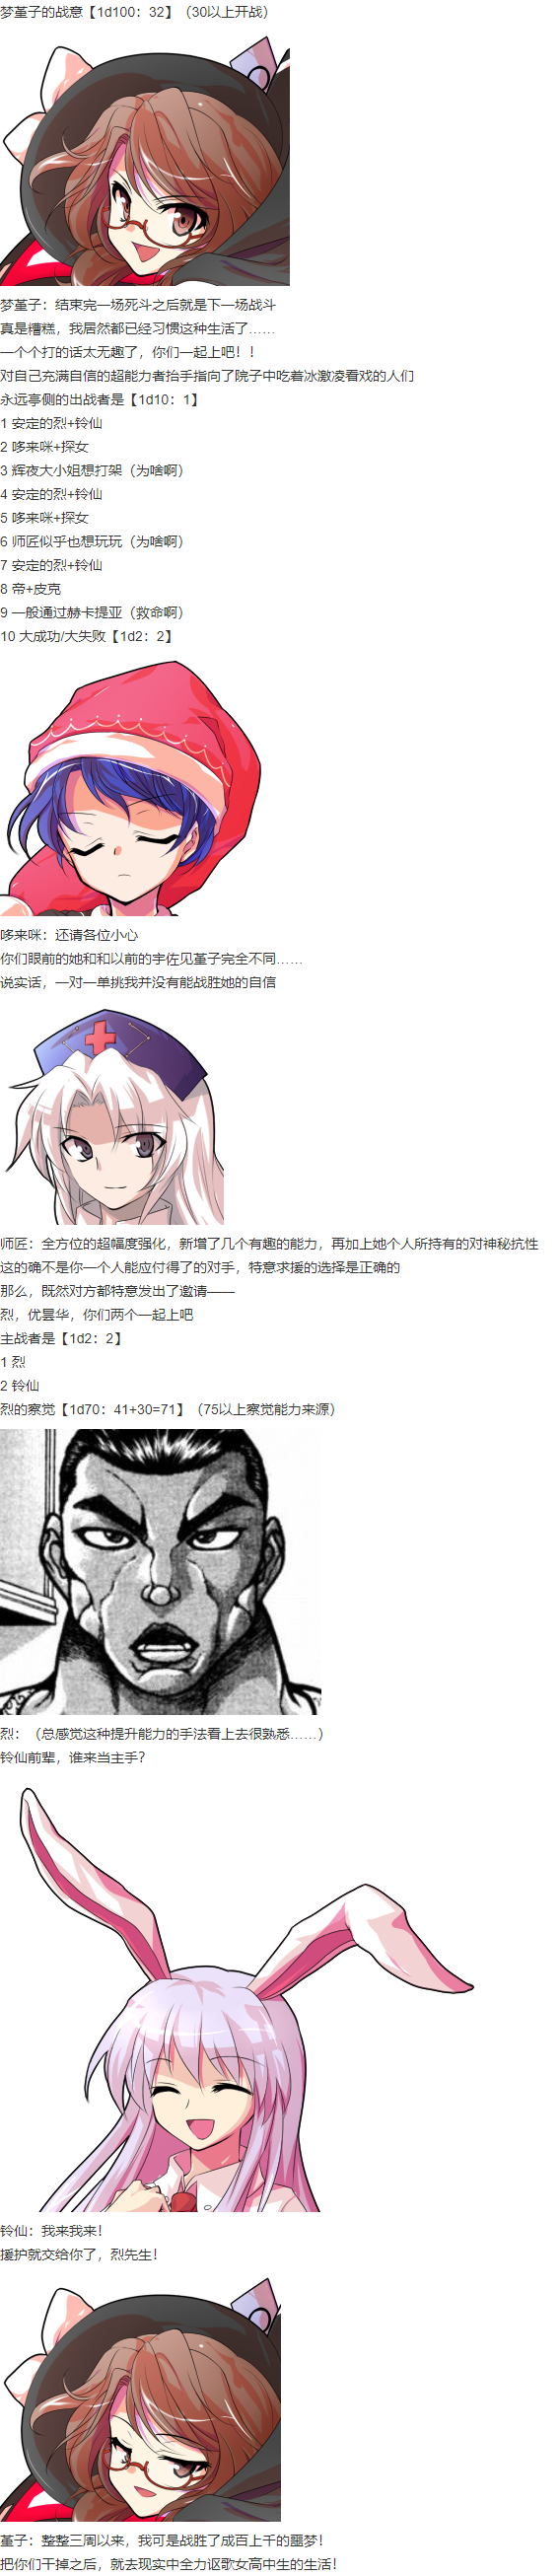 梦堇子的战意【1d100：32】（30以上开战）
梦堇子：结束完一场死斗之后就是下一场战斗
真是糟糕，我居然都已经习惯这种生活了……
一个个打的话太无趣了，你们一起上吧！！
对自己充满自信的超能力者抬手指向了院子中吃着冰激凌看戏的人们
永远亭侧的出战者是【1d10：1】
1 安定的烈+铃仙
2 哆来咪+探女
3 辉夜大小姐想打架（为啥啊）
4 安定的烈+铃仙
5 哆来咪+探女
6 师匠似乎也想玩玩（为啥啊）
7 安定的烈+铃仙
8 帝+皮克
9 一般通过赫卡提亚（救命啊）
10 大成功/大失败【1d2：2】
哆来咪：还请各位小心
你们眼前的她和和以前的宇佐见堇子完全不同……
说实话，一对一单挑我并没有能战胜她的自信
师匠：全方位的超幅度强化，新增了几个有趣的能力，再加上她个人所持有的对神秘抗性
这的确不是你一个人能应付得了的对手，特意求援的选择是正确的
那么，既然对方都特意发出了邀请——
烈，优昙华，你们两个一起上吧
主战者是【1d2：2】
1 烈
2 铃仙
烈的察觉【1d70：41+30=71】（75以上察觉能力来源）
烈：（总感觉这种提升能力的手法看上去很熟悉……）
铃仙前辈，谁来当主手？
铃仙：我来我来！
援护就交给你了，烈先生！
堇子：整整三周以来，我可是战胜了成百上千的噩梦！
把你们干掉之后，就去现实中全力讴歌女高中生的生活！